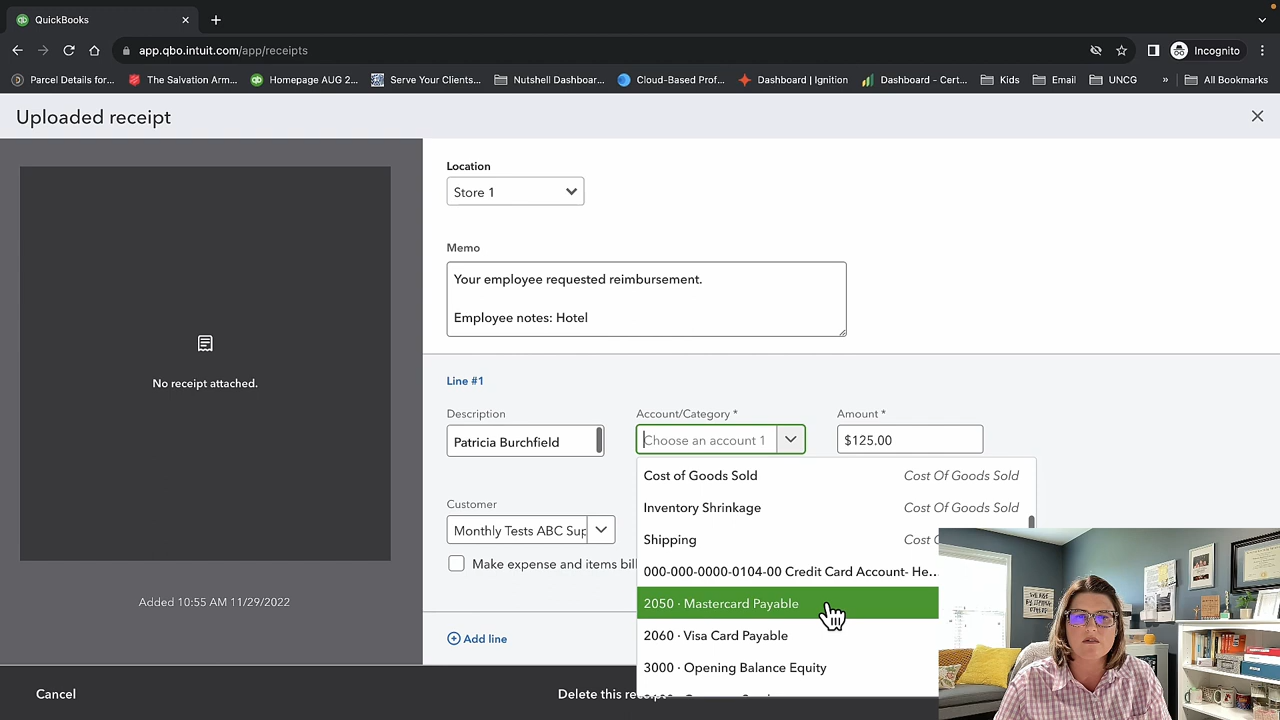 QuickBooks
app.qbo.intuit.com/app/receipts
Incognito
Parcel Details for...
The Salvation Arm...
Homepage AUG 2...
Serve Your Clients...
Nutshell Dashboar...
Cloud-Based Prof...
Dashboard | Ignition
Dashboard - Cert...
Kids
Email
UNCG
»
All Bookmarks
Uploaded receipt
No receipt attached.
Added 10:55 AM 11/29/2022
Location
Store 1
Memo
Your employee requested reimbursement.
Employee notes: Hotel
Line #1
Description
Account/Category *
Amount *
Patricia Burchfield
Choose an account 1
$125.00
Cost of Goods Sold
Cost Of Goods Sold
Inventory Shrinkage
Cost Of Goods Sold
Shipping
Cost O
000-000-0000-0104-00 Credit Card Account- He...
2050 · Mastercard Payable
2060 · Visa Card Payable
3000 · Opening Balance Equity
Customer
Monthly Tests ABC Sup
Make expense and items bil
Add line
Cancel
Delete this re